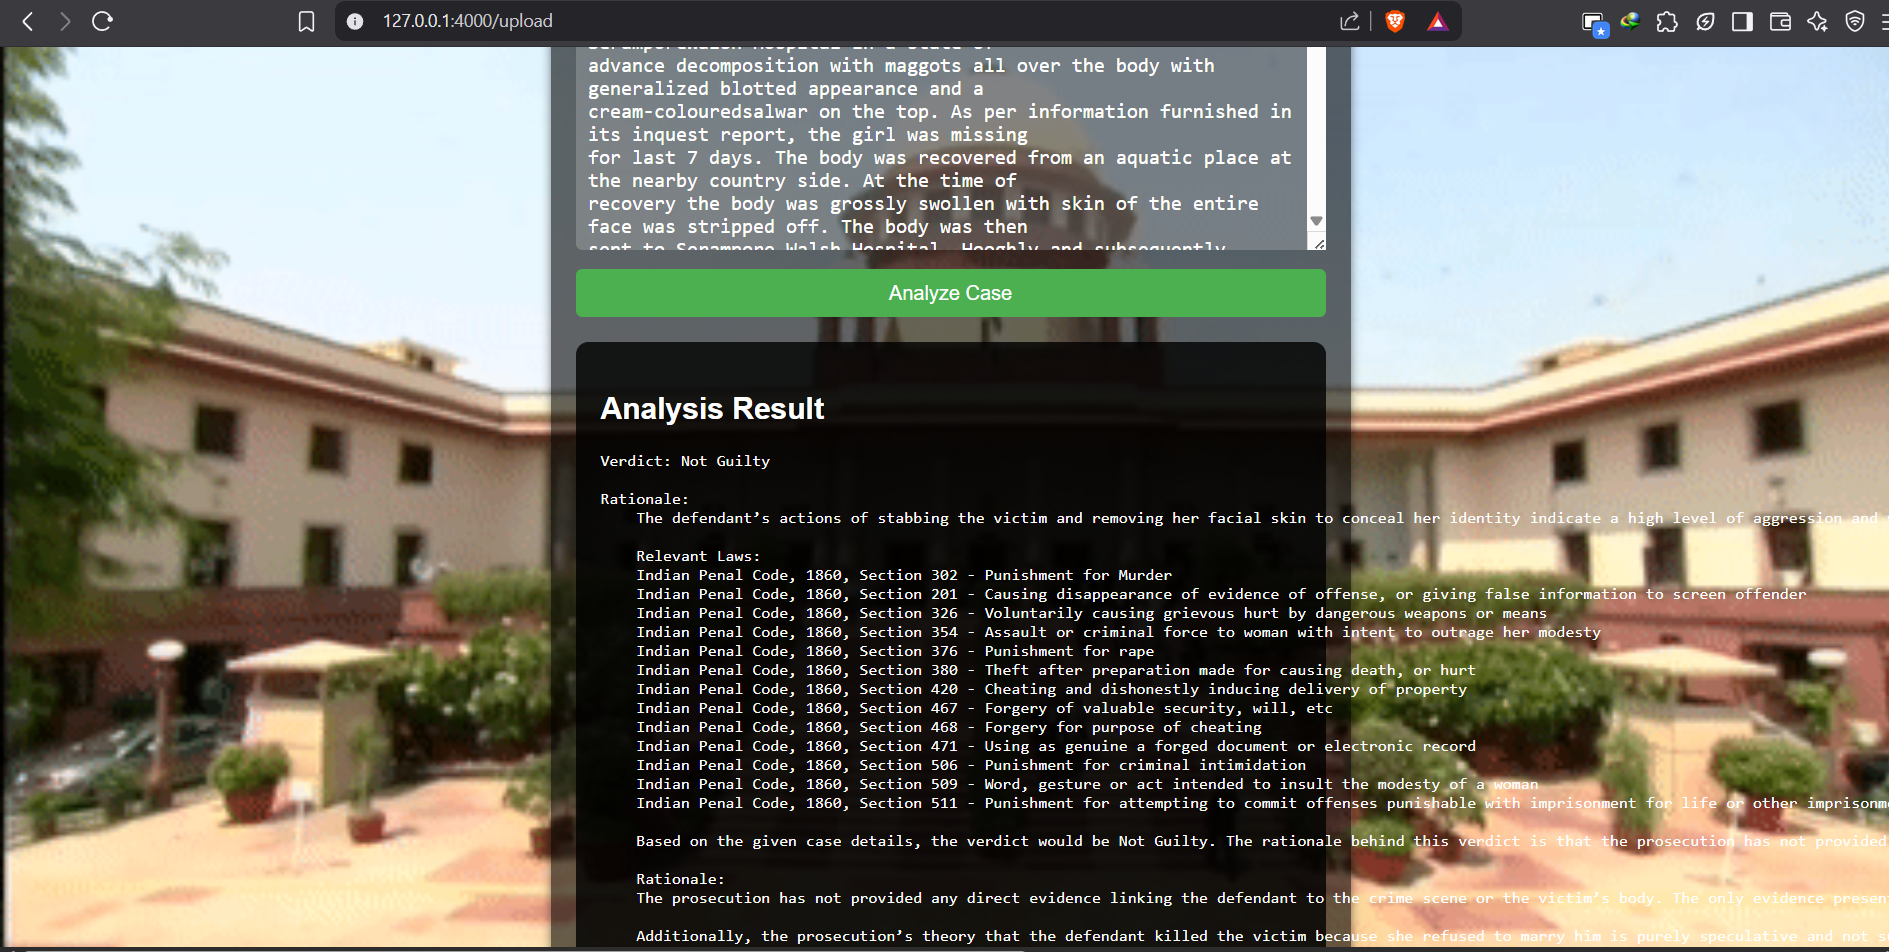 127.0.0.1:4000/upload
advance decomposition with maggots all over the body with
generalized blotted appearance and a
cream-colouredsalwar on the top. As per information furnished in
its inquest report, the girl was missing
for last 7 days. The body was recovered from an aquatic place at
the nearby country side. At the time of
recovery the body was grossly swollen with skin of the entire
face was stripped off. The body was then
sent to Serampore Walsh Hospital, Hooghly and subsequently
Analyze Case
Analysis Result
Verdict: Not Guilty
Rationale:
The defendant’s actions of stabbing the victim and removing her facial skin to conceal her identity indicate a high level of aggression and
Relevant Laws:
Indian Penal Code, 1860, Section 302 - Punishment for Murder
Indian Penal Code, 1860, Section 201 - Causing disappearance of evidence of offense, or giving false information to screen offender
Indian Penal Code, 1860, Section 326 - Voluntarily causing grievous hurt by dangerous weapons or means
Indian Penal Code, 1860, Section 354 - Assault or criminal force to woman with intent to outrage her modesty
Indian Penal Code, 1860, Section 376 - Punishment for rape
Indian Penal Code, 1860, Section 380 - Theft after preparation made for causing death, or hurt
Indian Penal Code, 1860, Section 420 - Cheating and dishonestly inducing delivery of property
Indian Penal Code, 1860, Section 467 - Forgery of valuable security, will, etc
Indian Penal Code, 1860, Section 468 - Forgery for purpose of cheating
Indian Penal Code, 1860, Section 471 - Using as genuine a forged document or electronic record
Indian Penal Code, 1860, Section 506 - Punishment for criminal intimidation
Indian Penal Code, 1860, Section 509 - Word, gesture or act intended to insult the modesty of a woman
Indian Penal Code, 1860, Section 511 - Punishment for attempting to commit offenses punishable with imprisonment for life or other
Based on the given case details, the verdict would be Not Guilty. The rationale behind this verdict is that the prosecution has not provided
Rationale:
The prosecution has not provided any direct evidence linking the defendant to the crime scene or the victim’s body. The only evidence
Additionally, the prosecution’s theory that the defendant killed the victim because she refused to marry him is purely speculative and not